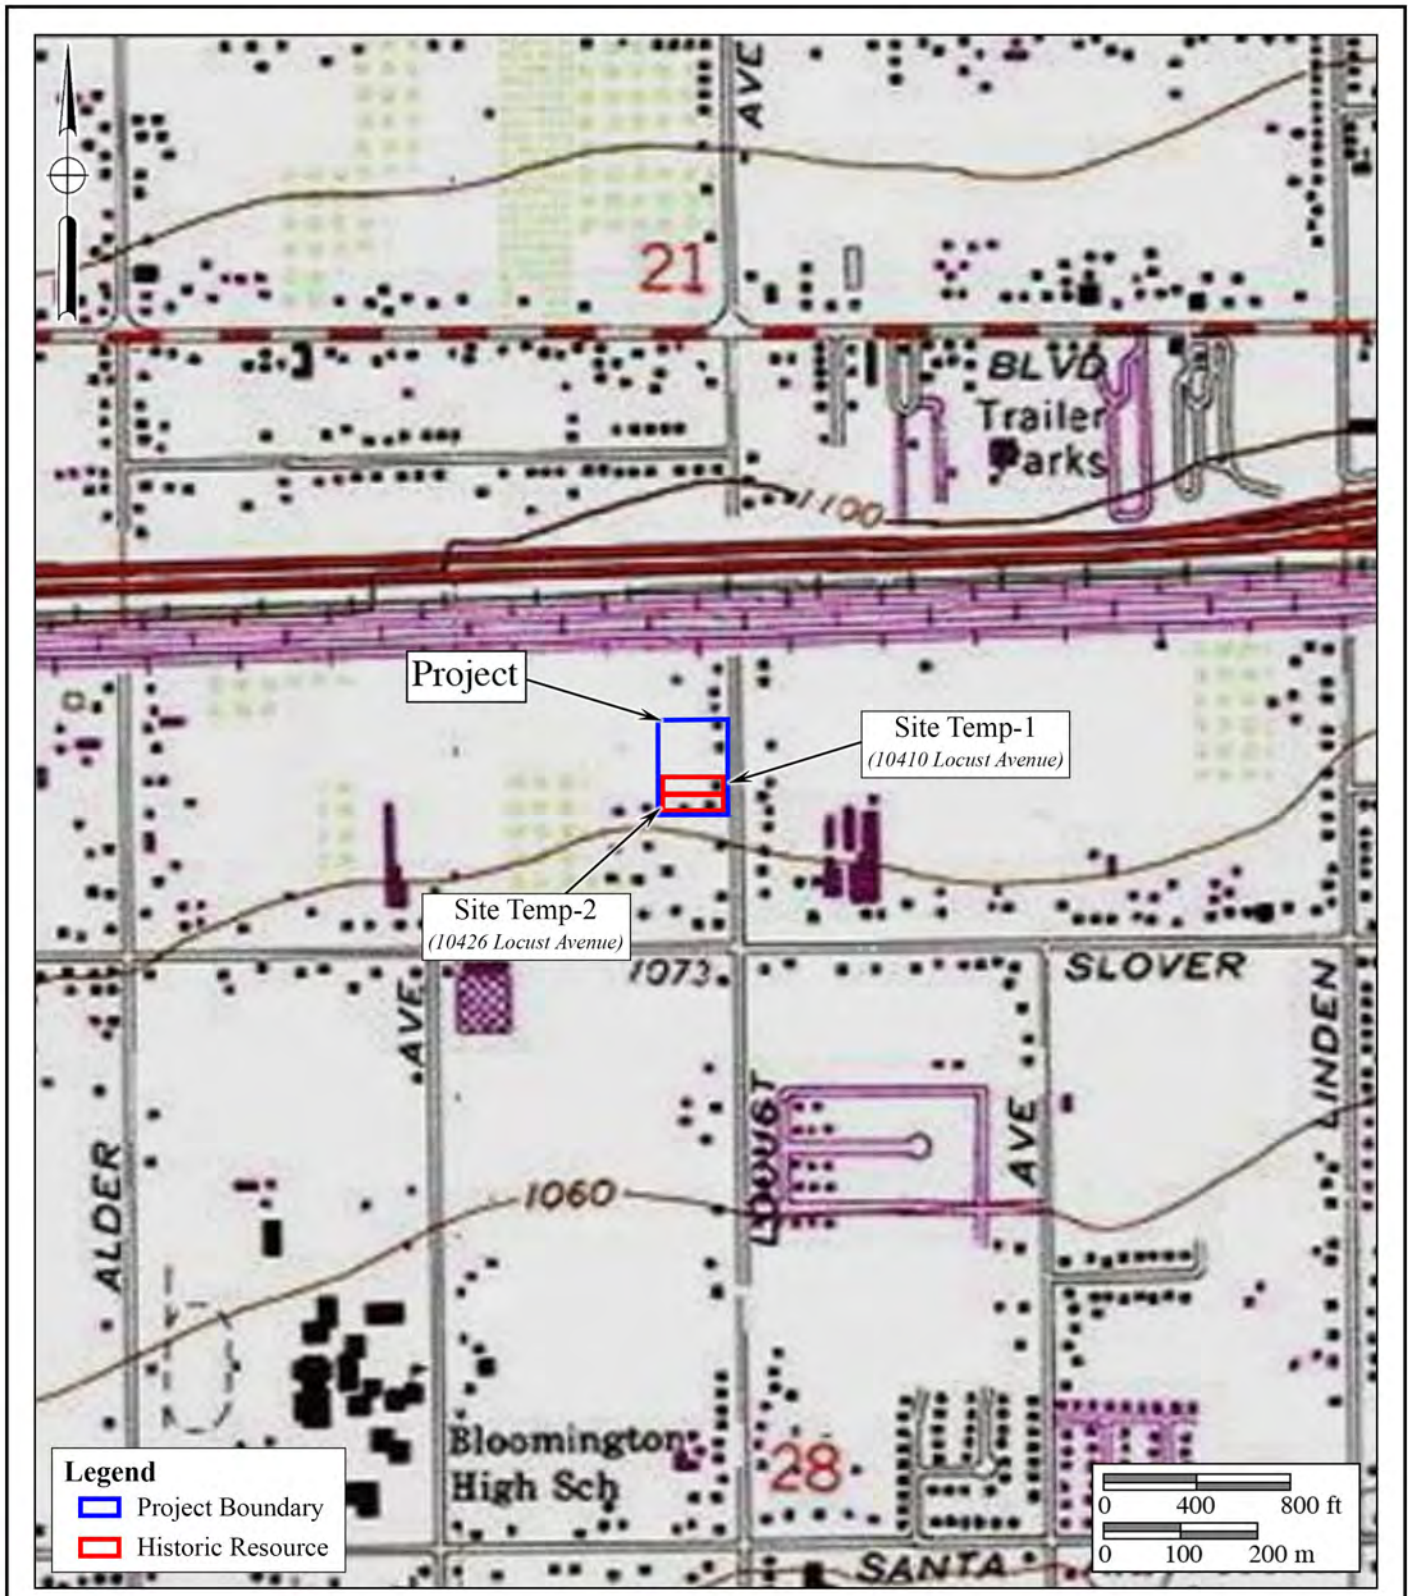 AVE
21
BLVD
Trailer
Parks
1100
Project
Site Temp-1
(10410 Locust Avenue)
Site Temp-2
(10426 Locust Avenue)
1073
SLOVER
AVE
LINDEN
LOCUST
AVE
ALDER
1060
Bloomington
High Sch
28
Legend
Project Boundary
Historic Resource
0 400 800 ft
0 100 200 m
SANTA